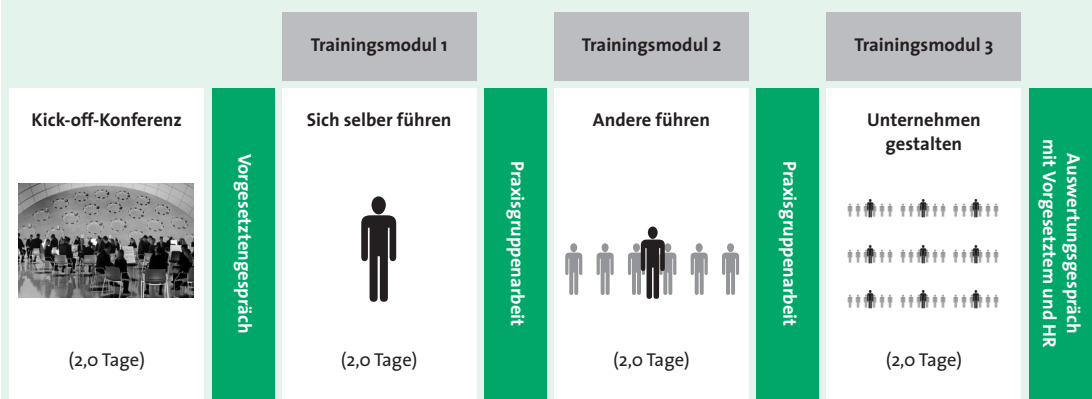 Trainingsmodul 1
Trainingsmodul 2
Trainingsmodul 3
Kick-off-Konferenz
(2,0 Tage)
Vorgesetztengespräch
Sich selber führen
(2,0 Tage)
Praxisgruppenarbeit
Andere führen
(2,0 Tage)
Praxisgruppenarbeit
Unternehmen
gestalten
(2,0 Tage)
Auswertungsgespräch
mit Vorgesetztem und HR